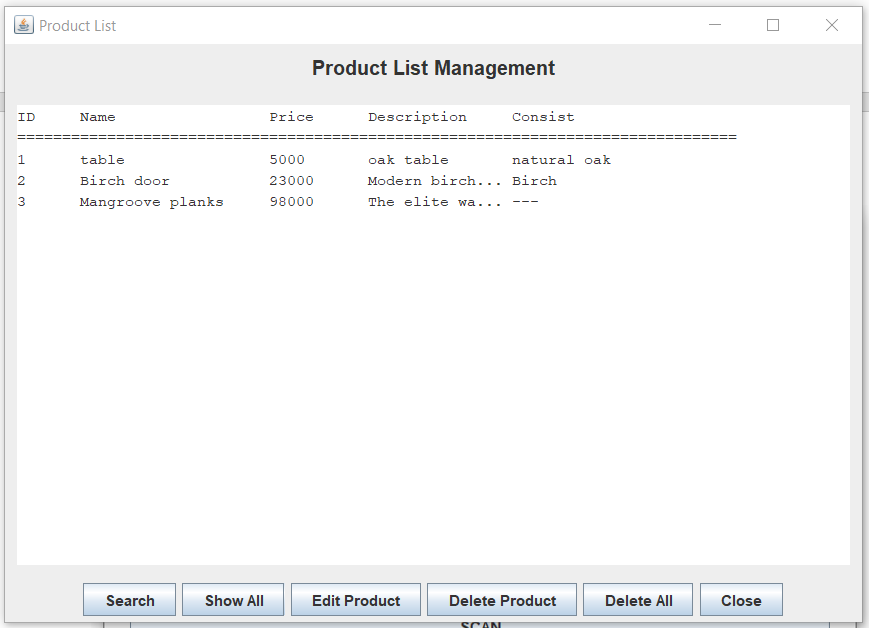 Product List
Product List Management
ID Name Price Description Consist
================================================================================
1 table 5000 oak table natural oak
2 Birch door 23000 Modern birch... Birch
3 Mangroove planks 98000 The elite wa... ---
Search Show All Edit Product Delete Product Delete All Close
SCAN